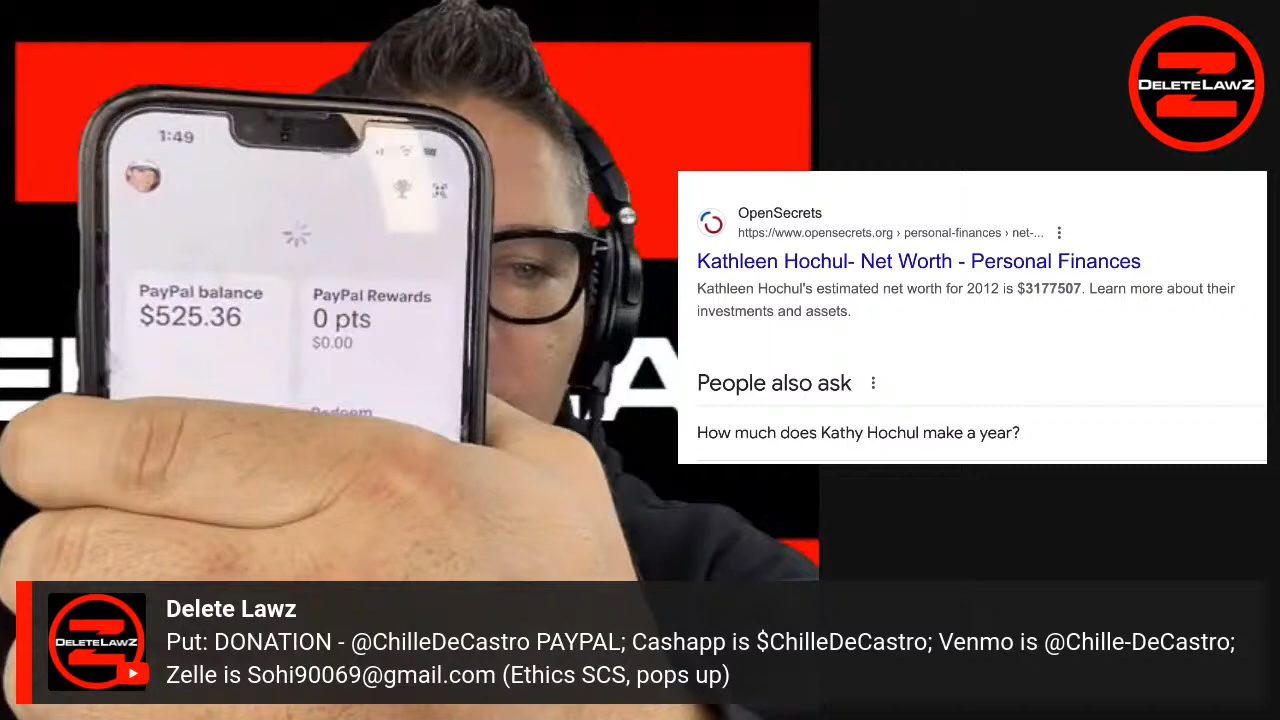 1:49
PayPal balance
$525.36
PayPal Rewards
0 pts
$0.00
Redeem
DELETELAWZ
OpenSecrets
https://www.opensecrets.org › personal-finances › net-...
Kathleen Hochul- Net Worth - Personal Finances
Kathleen Hochul's estimated net worth for 2012 is $3177507. Learn more about their
investments and assets.
People also ask
How much does Kathy Hochul make a year?
DELETELAWZ
Delete Lawz
Put: DONATION - @ChilleDeCastro PAYPAL; Cashapp is $ChilleDeCastro; Venmo is @Chille-DeCastro;
Zelle is Sohi90069@gmail.com (Ethics SCS, pops up)